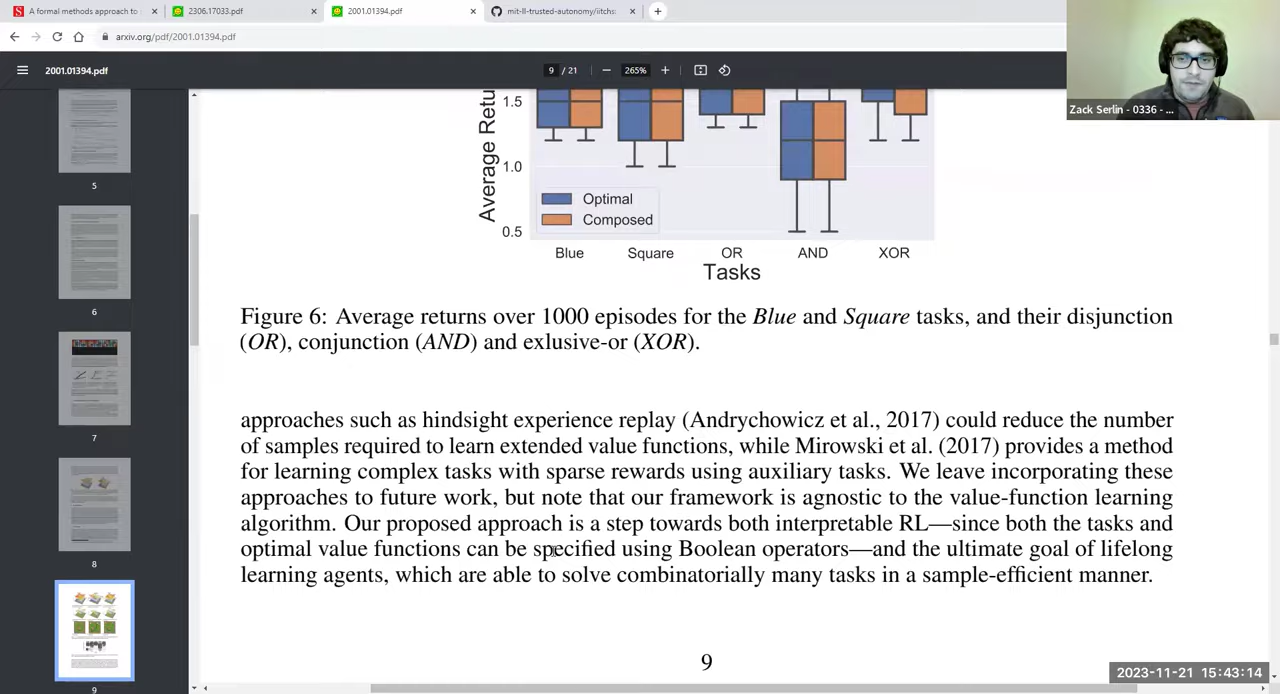 A formal methods approach to
2306.17033.pdf
2001.01394.pdf
mit-ll-trusted-autonomy/iitchs
arxiv.org/pdf/2001.01394.pdf
2001.01394.pdf
9 / 21
265%
Zack Serlin - 0336 - ...
5
6
7
8
9
Average Retu
1.5
1.0
0.5
Optimal
Composed
Blue Square OR AND XOR
Tasks
Figure 6: Average returns over 1000 episodes for the Blue and Square tasks, and their disjunction
(OR), conjunction (AND) and exlusive-or (XOR).
approaches such as hindsight experience replay (Andrychowicz et al., 2017) could reduce the number
of samples required to learn extended value functions, while Mirowski et al. (2017) provides a method
for learning complex tasks with sparse rewards using auxiliary tasks. We leave incorporating these
approaches to future work, but note that our framework is agnostic to the value-function learning
algorithm. Our proposed approach is a step towards both interpretable RL—since both the tasks and
optimal value functions can be specified using Boolean operators—and the ultimate goal of lifelong
learning agents, which are able to solve combinatorially many tasks in a sample-efficient manner.
9
2023-11-21 15:43:14